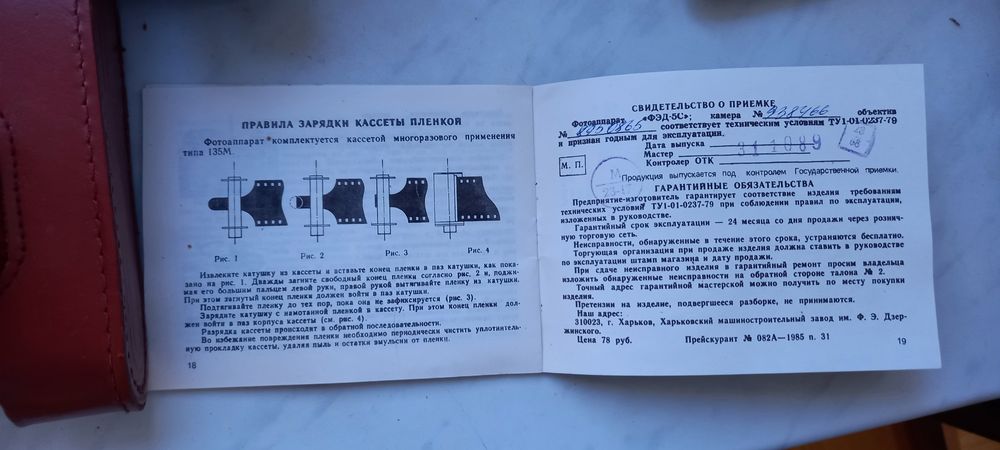 ПРАВИЛА ЗАРЯДКИ КАССЕТЫ ПЛЕНКОЙ
Фотоаппарат комплектуется кассетой многоразового применения
типа 135М.
Рис. 1 Рис. 2 Рис. 3 Рис. 4
Извлеките катушку из кассеты и вставьте конец пленки в паз катушки, как пока-
зано на рис. 1. Дважды загните свободный конец пленки согласно рис. 2 и, поджи-
мая его большим пальцем левой руки, правой рукой вытягивайте пленку из катушки.
При этом загнутый конец пленки должен войти в паз катушки.
Подтягивайте пленку до тех пор, пока она не зафиксируется (рис. 3).
Зарядите катушку с намотанной пленкой в кассету. При этом конец пленки дол-
жен войти в паз корпуса кассеты (см. рис. 4).
Разрядка кассеты происходит в обратной последовательности.
Во избежание повреждения пленки необходимо периодически чистить уплотнитель-
ную прокладку кассеты, удаляя пыль и остатки эмульсии от пленки.
18
СВИДЕТЕЛЬСТВО О ПРИЕМКЕ
Фотоаппарат «ФЭД-5С»; камера № 938466 объектив
№ соответствует техническим условиям ТУ1-01-0237-79
и признан годным для эксплуатации.
Дата выпуска
Мастер 311089
Контролер ОТК
М. П.
М
Продукция выпускается под контролем Государственной приемки.
ГАРАНТИЙНЫЕ ОБЯЗАТЕЛЬСТВА
Предприятие-изготовитель гарантирует соответствие изделия требованиям
технических условий ТУ1-01-0237-79 при соблюдении правил по эксплуатации,
изложенных в руководстве.
Гарантийный срок эксплуатации — 24 месяца со дня продажи через рознич-
ную торговую сеть.
Неисправности, обнаруженные в течение этого срока, устраняются бесплатно.
Торгующая организация при продаже изделия должна ставить в руководстве
по эксплуатации штамп магазина и дату продажи.
При сдаче неисправного изделия в гарантийный ремонт просим владельца
изложить обнаруженные неисправности на обратной стороне талона № 2.
Точный адрес гарантийной мастерской можно получить по месту покупки
изделия.
Претензии на изделие, подвергшееся разборке, не принимаются.
Наш адрес:
310023, г. Харьков, Харьковский машиностроительный завод им. Ф. Э. Дзер-
жинского.
Цена 78 руб. Прейскурант № 082А—1985 п. 31
19